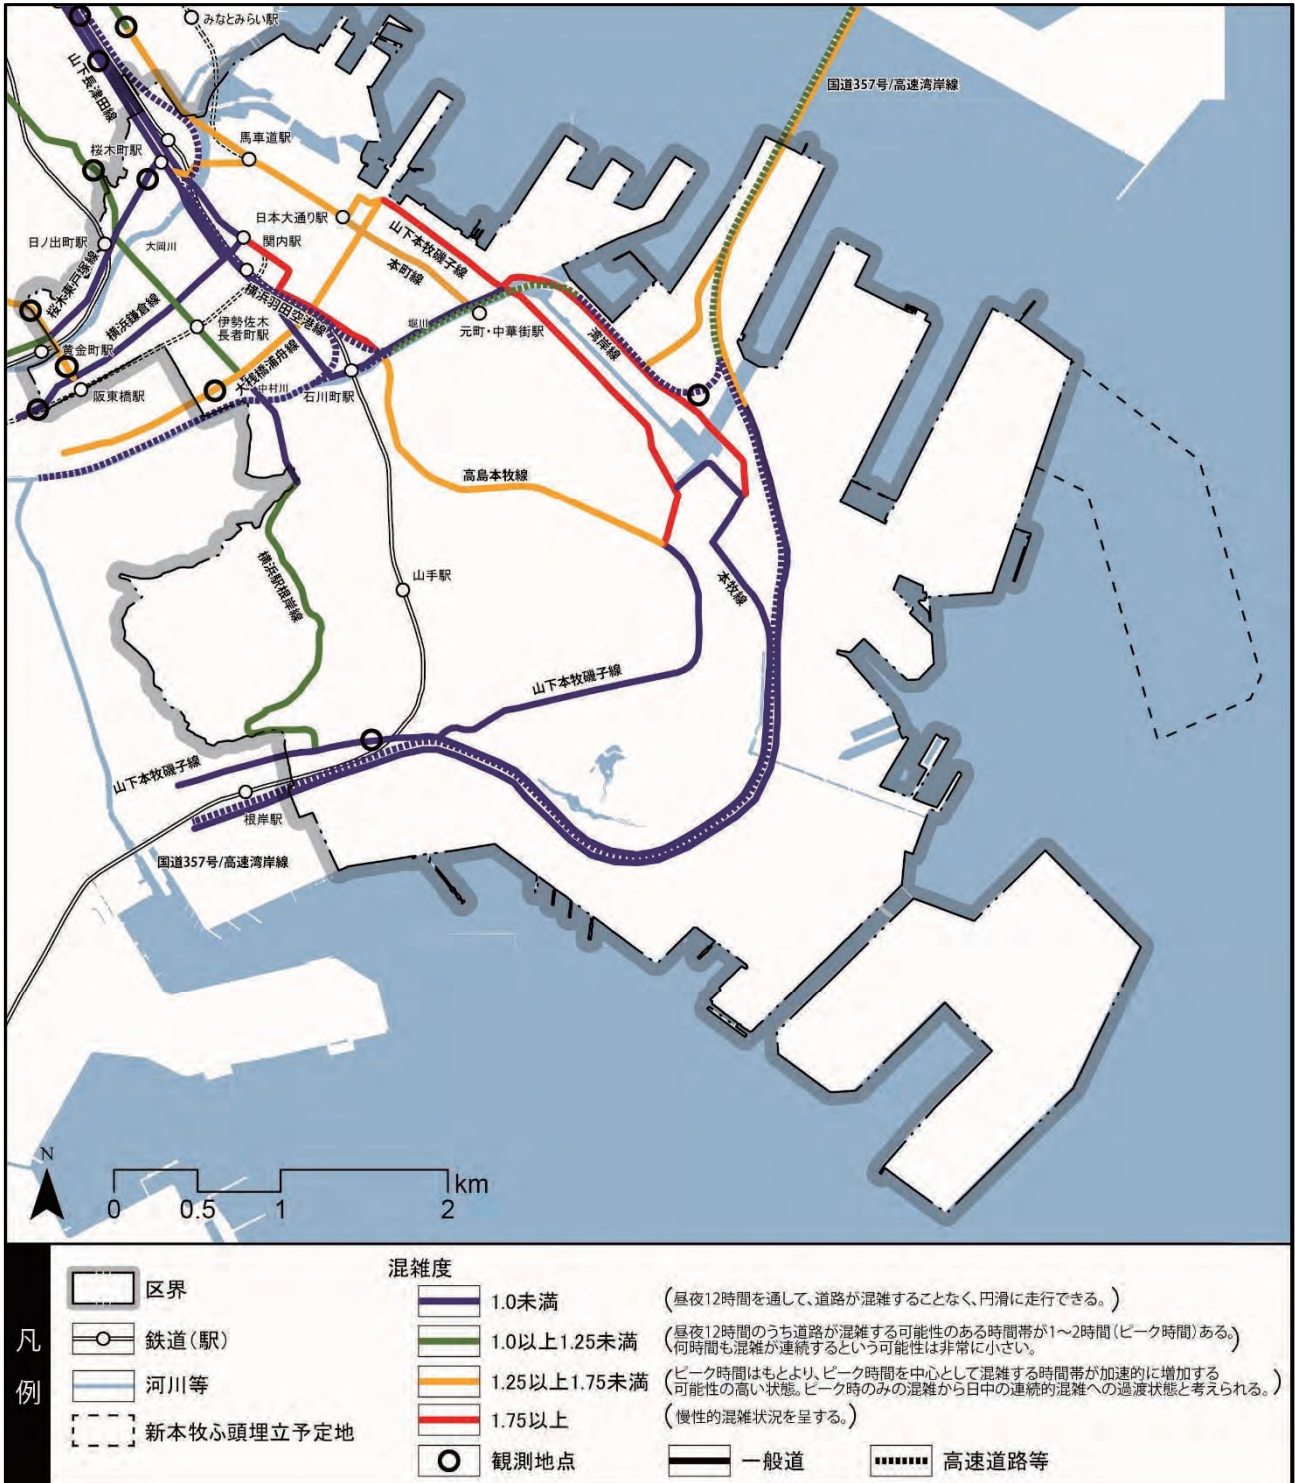 みなとみらい駅
国道357号/高速湾岸線
山下長津田線
馬車道駅
桜木町駅
日本大通り駅
山下本牧磯子線
日ノ出町駅
大岡川
関内駅
本町線
桜木東戸塚線
横浜鎌倉線
横浜羽田空港線
堀川
元町・中華街駅
湾岸線
伊勢佐木
長者町駅
黄金町駅
大桟橋浦舟線
阪東橋駅
中村川
石川町駅
高島本牧線
横浜駅根岸線
山手駅
本牧線
山下本牧磯子線
山下本牧磯子線
根岸駅
国道357号/高速湾岸線
N
km
0 0.5 1 2
凡例
区界
鉄道(駅)
河川等
新本牧ふ頭埋立予定地
混雑度
1.0未満
(昼夜12時間を通して、道路が混雑することなく、円滑に走行できる。)
1.0以上1.25未満
(昼夜12時間のうち道路が混雑する可能性のある時間帯が1～2時間(ピーク時間)ある。
何時間も混雑が連続するという可能性は非常に小さい。)
1.25以上1.75未満
(ピーク時間はもとより、ピーク時間を中心として混雑する時間帯が加速的に増加する
可能性の高い状態。ピーク時のみの混雑から日中の連続的混雑への過渡状態と考えられる。)
1.75以上
(慢性的混雑状況を呈する。)
観測地点
一般道
高速道路等